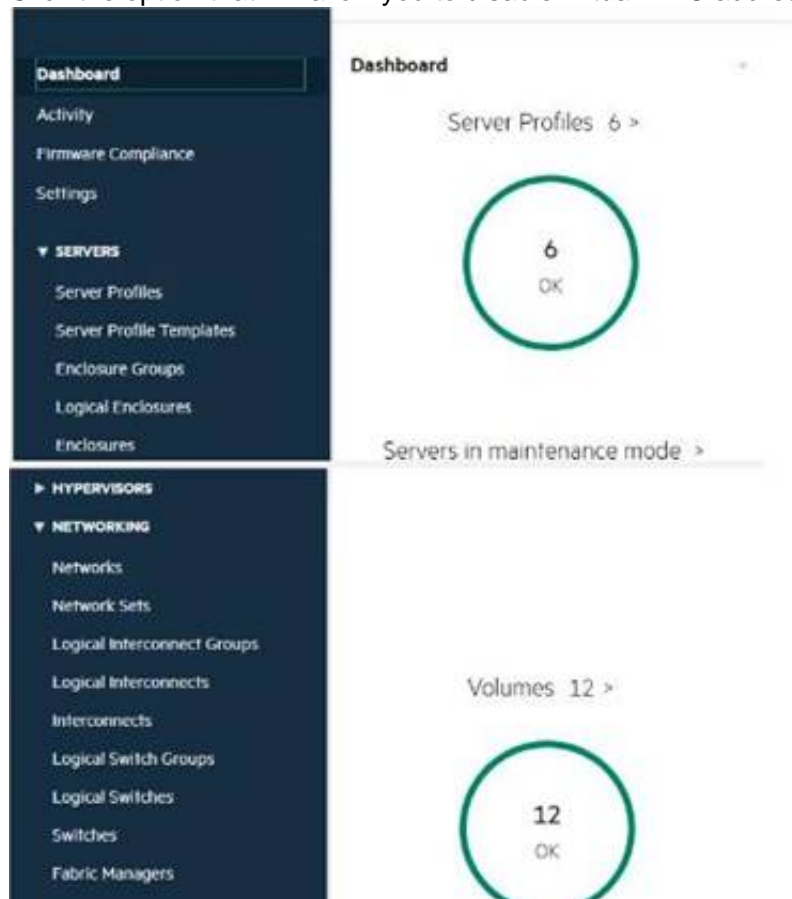 Dashboard
Dashboard
Activity
Server Profiles 6 >
Firmware Compliance
Settings
6
OK
▼ SERVERS
Server Profiles
Server Profile Templates
Enclosure Groups
Logical Enclosures
Enclosures
Servers in maintenance mode >
▶ HYPERVISORS
▼ NETWORKING
Networks
Network Sets
Logical Interconnect Groups
Logical Interconnects
Volumes 12 >
Interconnects
Logical Switch Groups
Logical Switches
12
OK
Switches
Fabric Managers